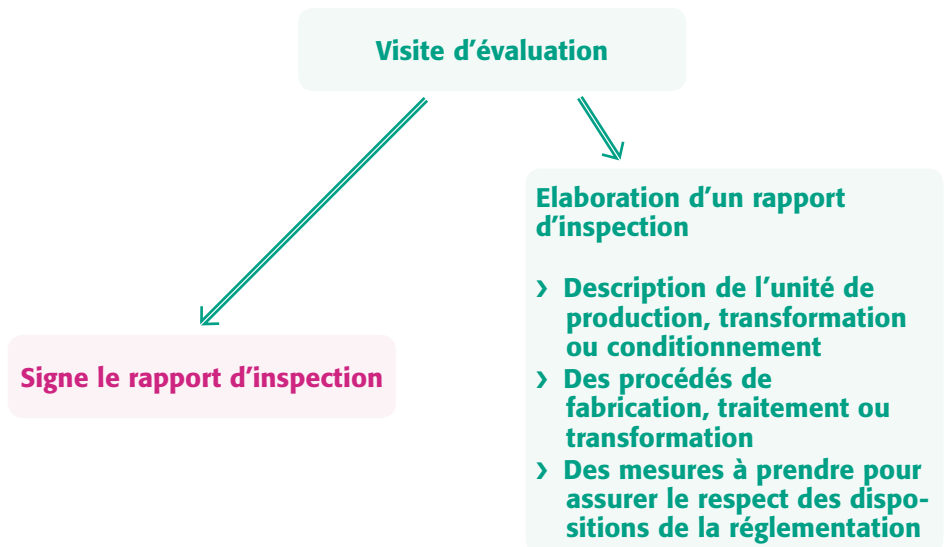 Visite d’évaluation
Elaboration d’un rapport
d’inspection
› Description de l’unité de
production, transformation
ou conditionnement
› Des procédés de
fabrication, traitement ou
transformation
› Des mesures à prendre pour
assurer le respect des dispo-
sitions de la réglementation
Signe le rapport d’inspection